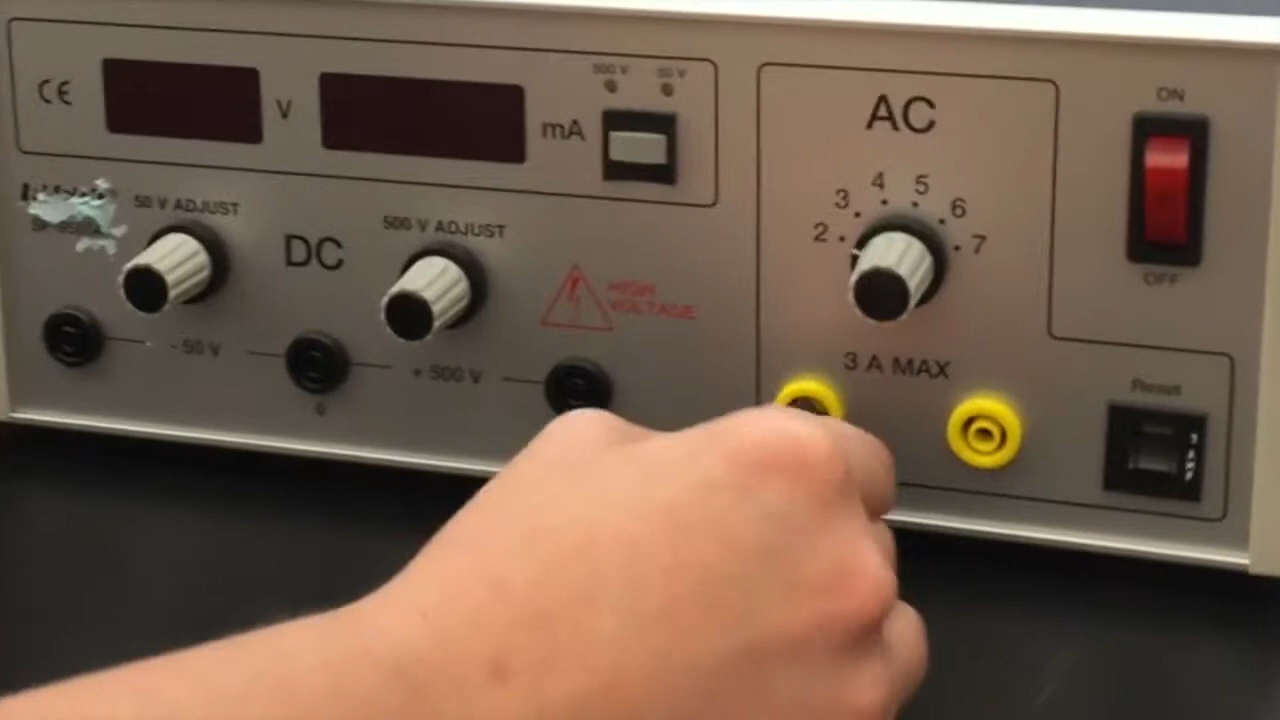 CE
V
mA
500 V
50 V
50 V ADJUST
DC
500 V ADJUST
HIGH
VOLTAGE
- 50 V
0
+ 500 V
AC
2
3
4
5
6
7
3 A MAX
ON
OFF
Reset